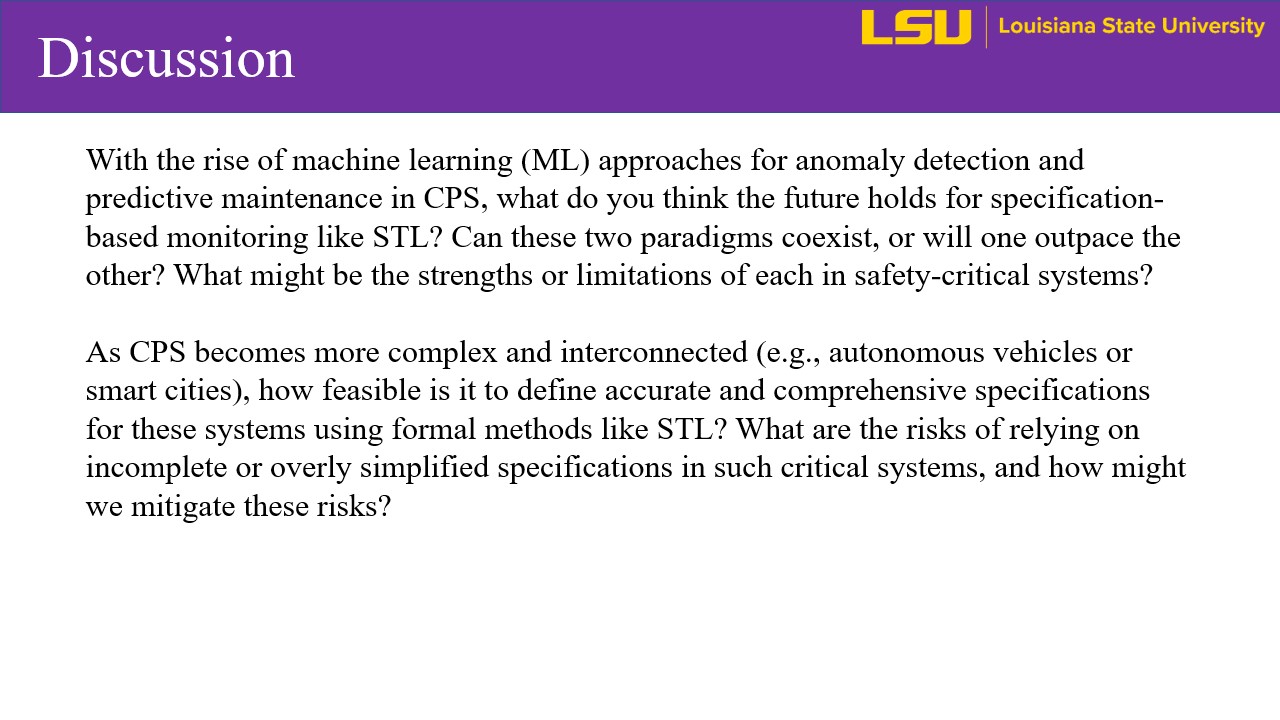 Discussion
LSU
Louisiana State University
With the rise of machine learning (ML) approaches for anomaly detection and
predictive maintenance in CPS, what do you think the future holds for specification-
based monitoring like STL? Can these two paradigms coexist, or will one outpace the
other? What might be the strengths or limitations of each in safety-critical systems?
As CPS becomes more complex and interconnected (e.g., autonomous vehicles or
smart cities), how feasible is it to define accurate and comprehensive specifications
for these systems using formal methods like STL? What are the risks of relying on
incomplete or overly simplified specifications in such critical systems, and how might
we mitigate these risks?